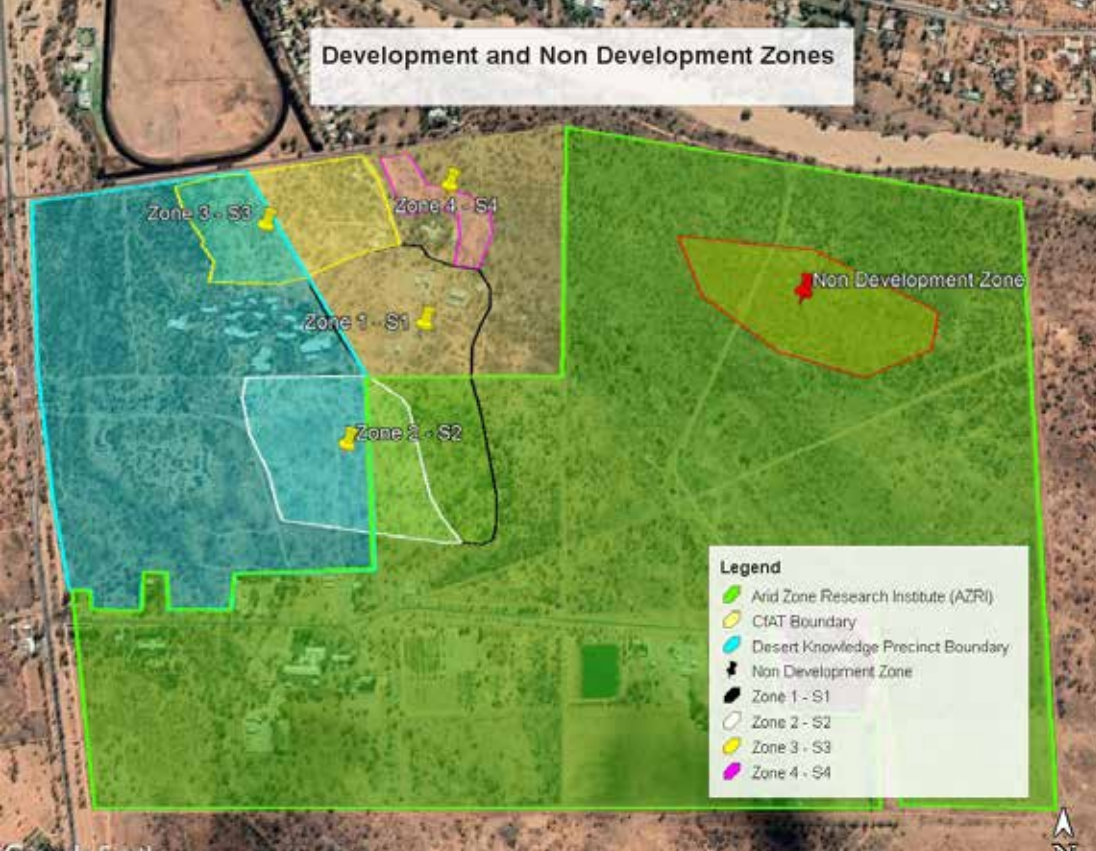 Development and Non Development Zones
Zone 3 - S3
Zone 4 - S4
Non Development Zone
Zone 1 - S1
Zone 2 - S2
Legend
Arid Zone Research Institute (AZRI)
CfAT Boundary
Desert Knowledge Precinct Boundary
Non Development Zone
Zone 1 - S1
Zone 2 - S2
Zone 3 - S3
Zone 4 - S4
N